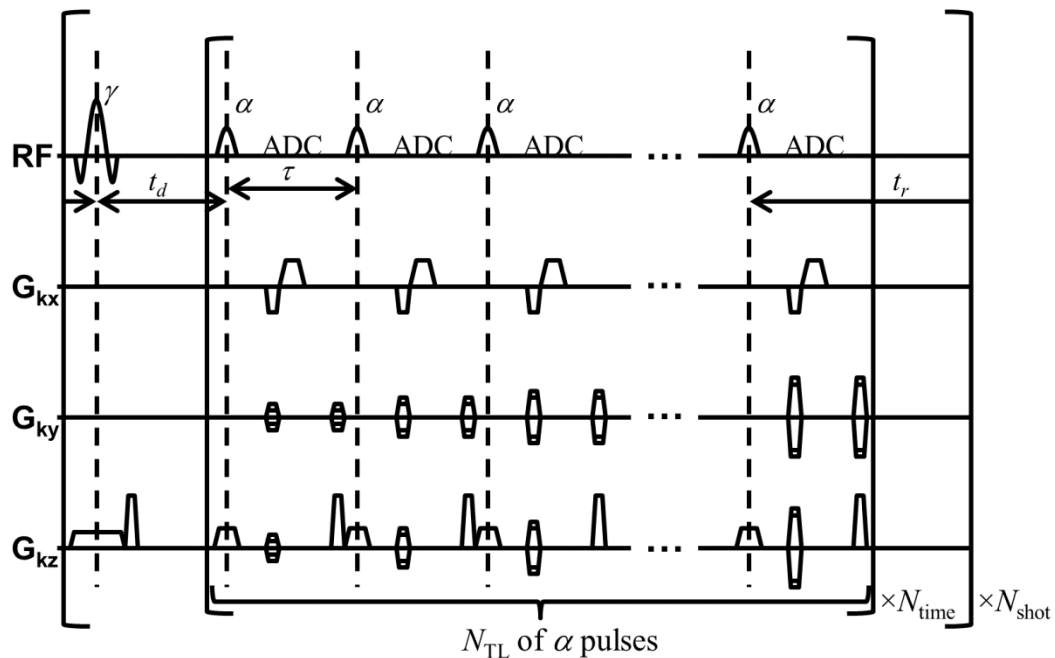 γ
α α α α
RF ADC ADC ADC ... ADC
t_d τ t_r
G_kx ...
G_ky ...
G_kz ...
×N_time ×N_shot
N_TL of α pulses